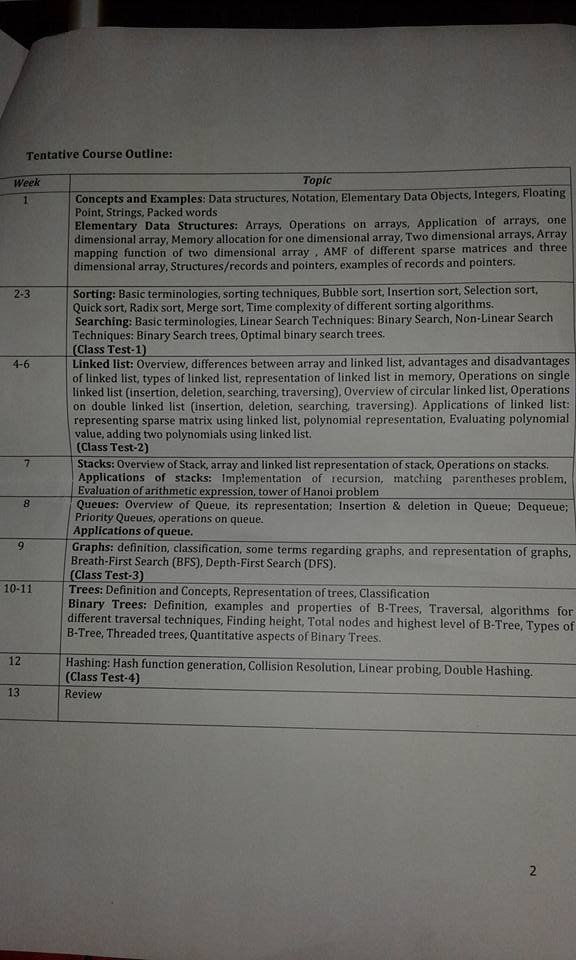 Tentative Course Outline:
Week Topic
1 Concepts and Examples: Data structures, Notation, Elementary Data Objects, Integers, Floating
Point, Strings, Packed words
Elementary Data Structures: Arrays, Operations on arrays, Application of arrays, one
dimensional array, Memory allocation for one dimensional array, Two dimensional arrays, Array
mapping function of two dimensional array , AMF of different sparse matrices and three
dimensional array, Structures/records and pointers, examples of records and pointers.
2-3 Sorting: Basic terminologies, sorting techniques, Bubble sort, Insertion sort, Selection sort,
Quick sort, Radix sort, Merge sort, Time complexity of different sorting algorithms.
Searching: Basic terminologies, Linear Search Techniques: Binary Search, Non-Linear Search
Techniques: Binary Search trees, Optimal binary search trees.
(Class Test-1)
4-6 Linked list: Overview, differences between array and linked list, advantages and disadvantages
of linked list, types of linked list, representation of linked list in memory, Operations on single
linked list (insertion, deletion, searching, traversing), Overview of circular linked list, Operations
on double linked list (insertion, deletion, searching, traversing). Applications of linked list:
representing sparse matrix using linked list, polynomial representation, Evaluating polynomial
value, adding two polynomials using linked list.
(Class Test-2)
7 Stacks: Overview of Stack, array and linked list representation of stack, Operations on stacks.
Applications of stacks: Implementation of recursion, matching parentheses problem,
Evaluation of arithmetic expression, tower of Hanoi problem
8 Queues: Overview of Queue, its representation; Insertion & deletion in Queue; Dequeue;
Priority Queues, operations on queue.
Applications of queue.
9 Graphs: definition, classification, some terms regarding graphs, and representation of graphs,
Breath-First Search (BFS), Depth-First Search (DFS).
(Class Test-3)
10-11 Trees: Definition and Concepts, Representation of trees, Classification
Binary Trees: Definition, examples and properties of B-Trees, Traversal, algorithms for
different traversal techniques, Finding height, Total nodes and highest level of B-Tree, Types of
B-Tree, Threaded trees, Quantitative aspects of Binary Trees.
12 Hashing: Hash function generation, Collision Resolution, Linear probing, Double Hashing.
(Class Test-4)
13 Review
2